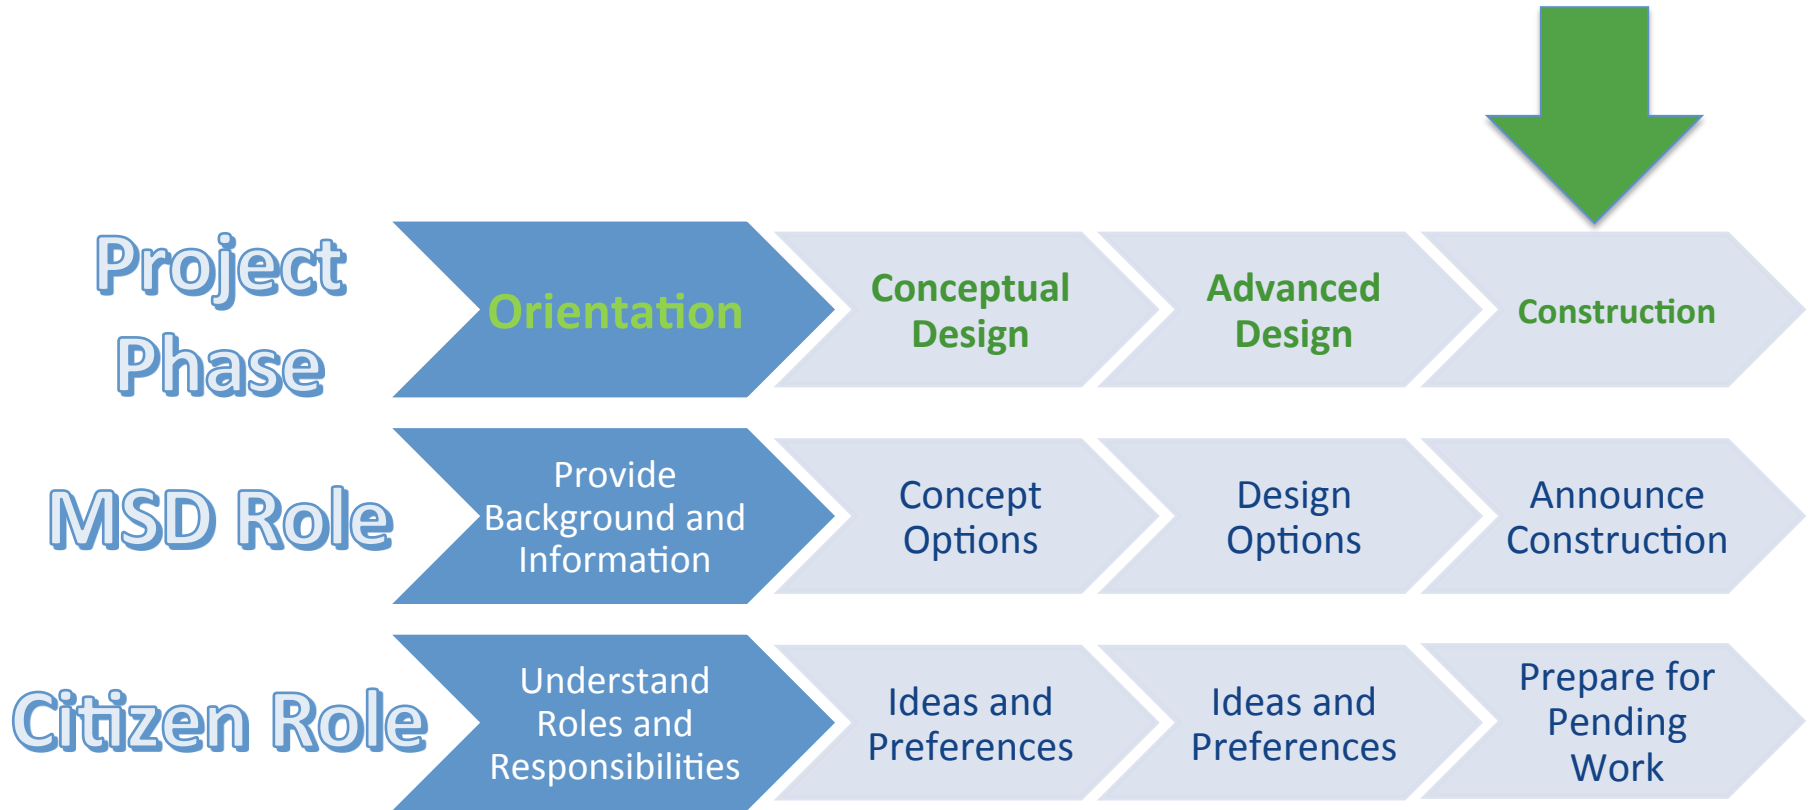 Project
Phase
Orientation
Conceptual
Design
Advanced
Design
Construction
MSD Role
Provide
Background and
Information
Concept
Options
Design
Options
Announce
Construction
Citizen Role
Understand
Roles and
Responsibilities
Ideas and
Preferences
Ideas and
Preferences
Prepare for
Pending
Work